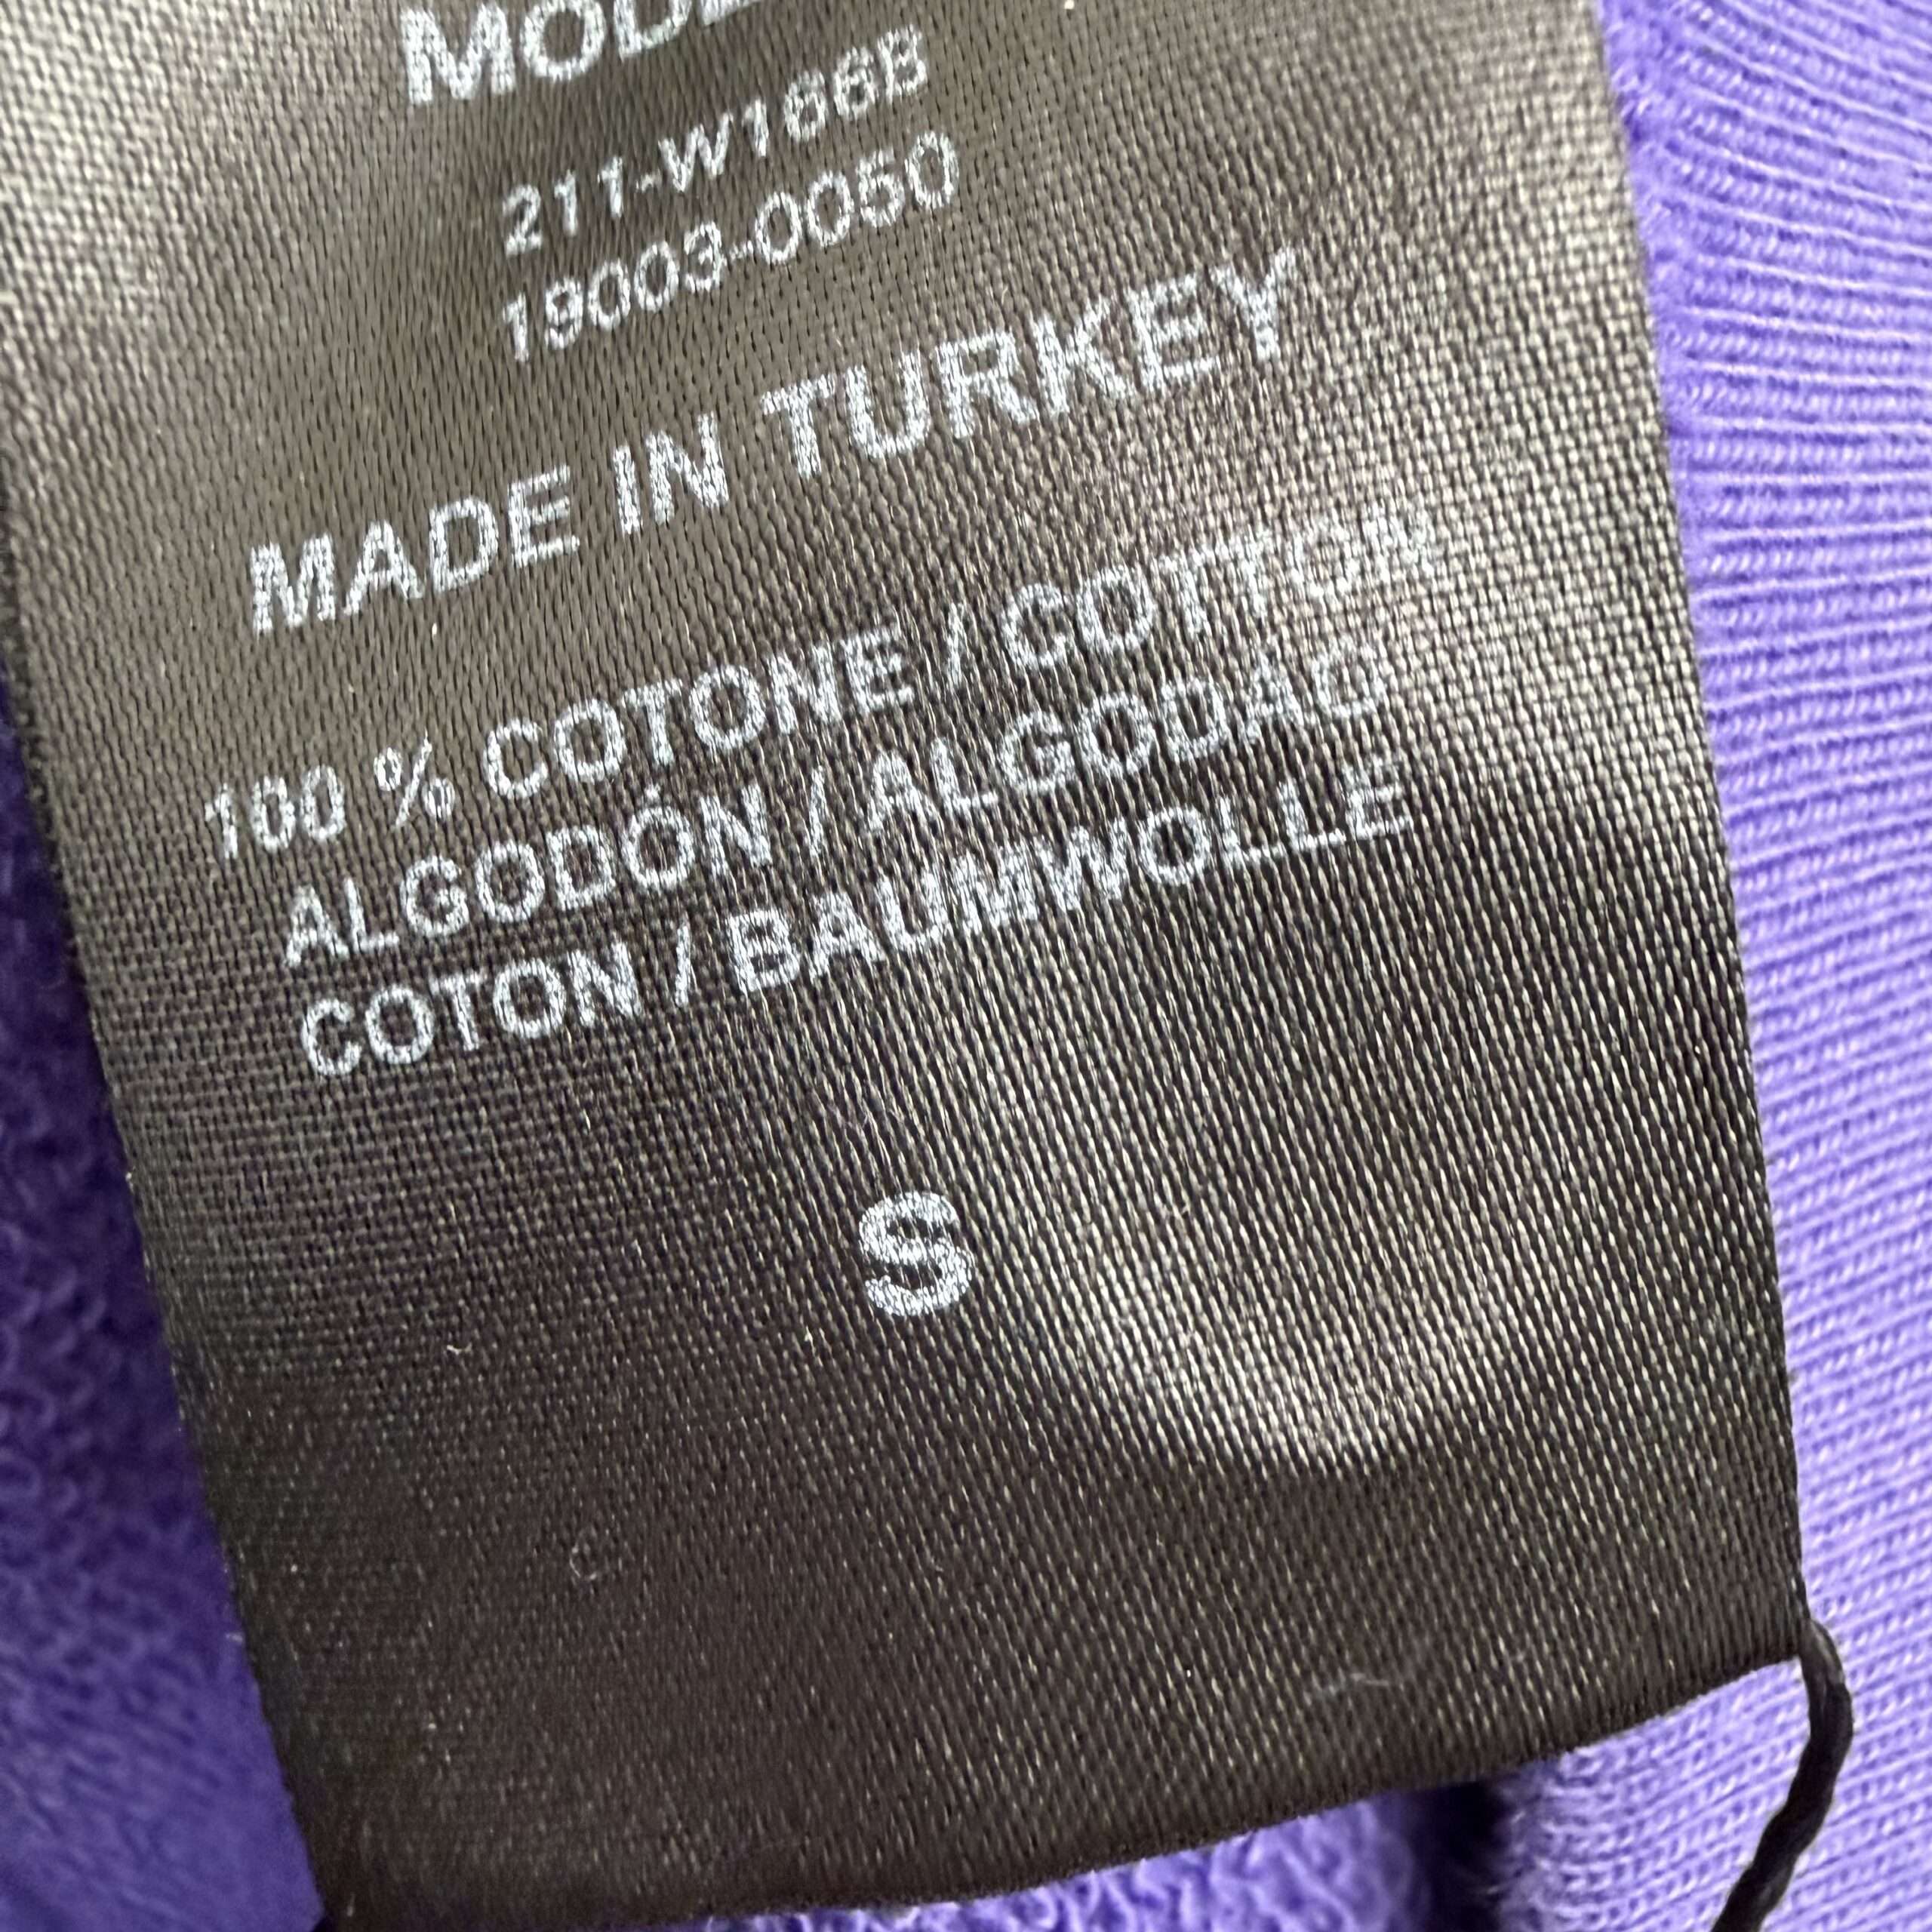 211-W166B
19003-0050
MADE IN TURKEY
100 % COTONE / COTTON
ALGODÓN / ALGODÃO
COTON / BAUMWOLLE
S